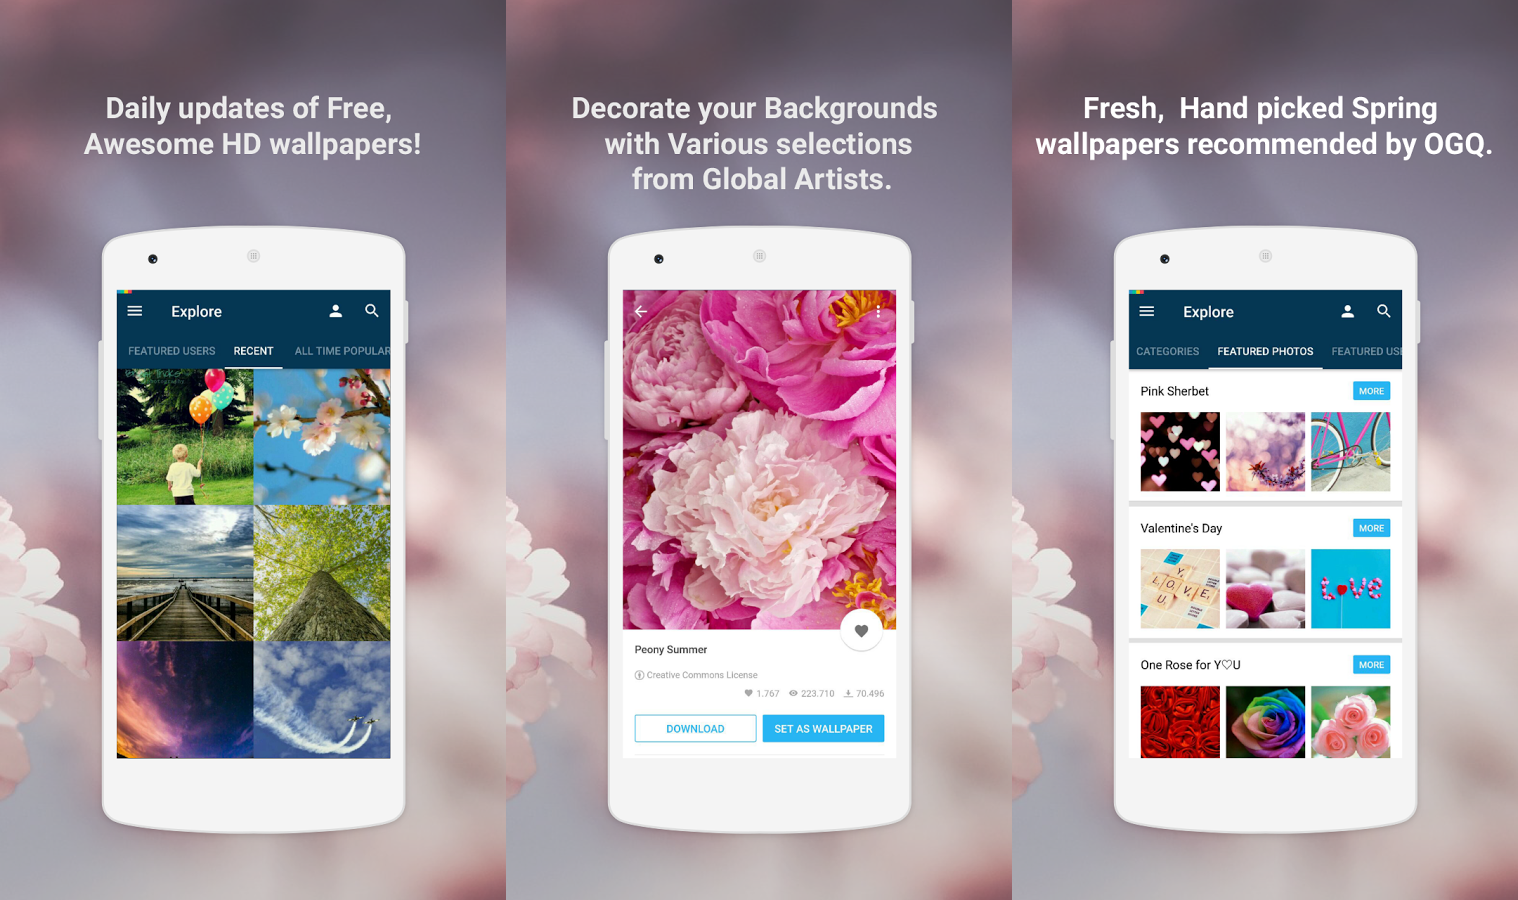 Daily updates of Free,
Awesome HD wallpapers!
Explore
FEATURED USERS
RECENT
ALL TIME POPULAR
Decorate your Backgrounds
with Various selections
from Global Artists.
Peony Summer
Creative Commons License
1.767
223.710
70.496
DOWNLOAD
SET AS WALLPAPER
Fresh, Hand picked Spring
wallpapers recommended by OGQ.
Explore
CATEGORIES
FEATURED PHOTOS
FEATURED USE
Pink Sherbet
MORE
Valentine's Day
MORE
Y
LOVE
U
LOVE
One Rose for Y♡U
MORE